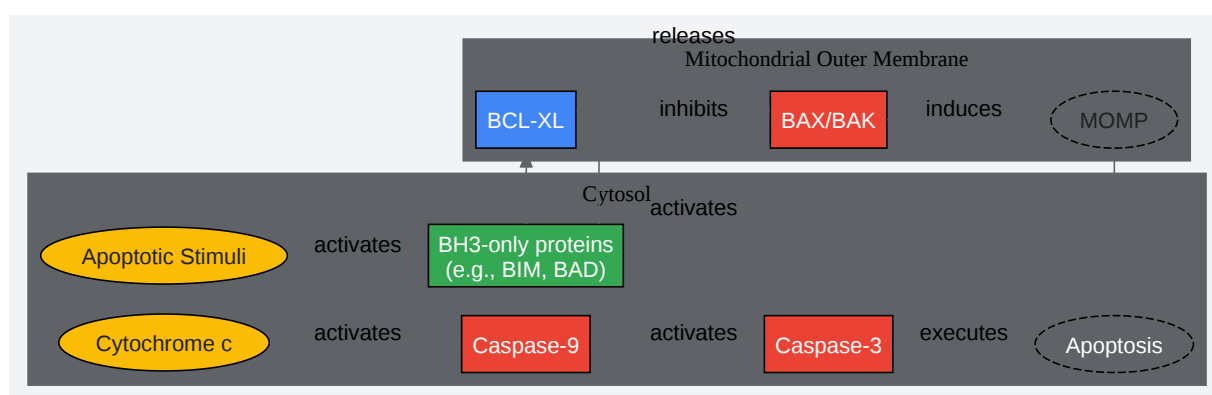 releases
Mitochondrial Outer Membrane
BCL-XL inhibits BAX/BAK induces MOMP
Cytosol
activates
Apoptotic Stimuli activates BH3-only proteins
(e.g., BIM, BAD)
Cytochrome c activates Caspase-9 activates Caspase-3 executes Apoptosis